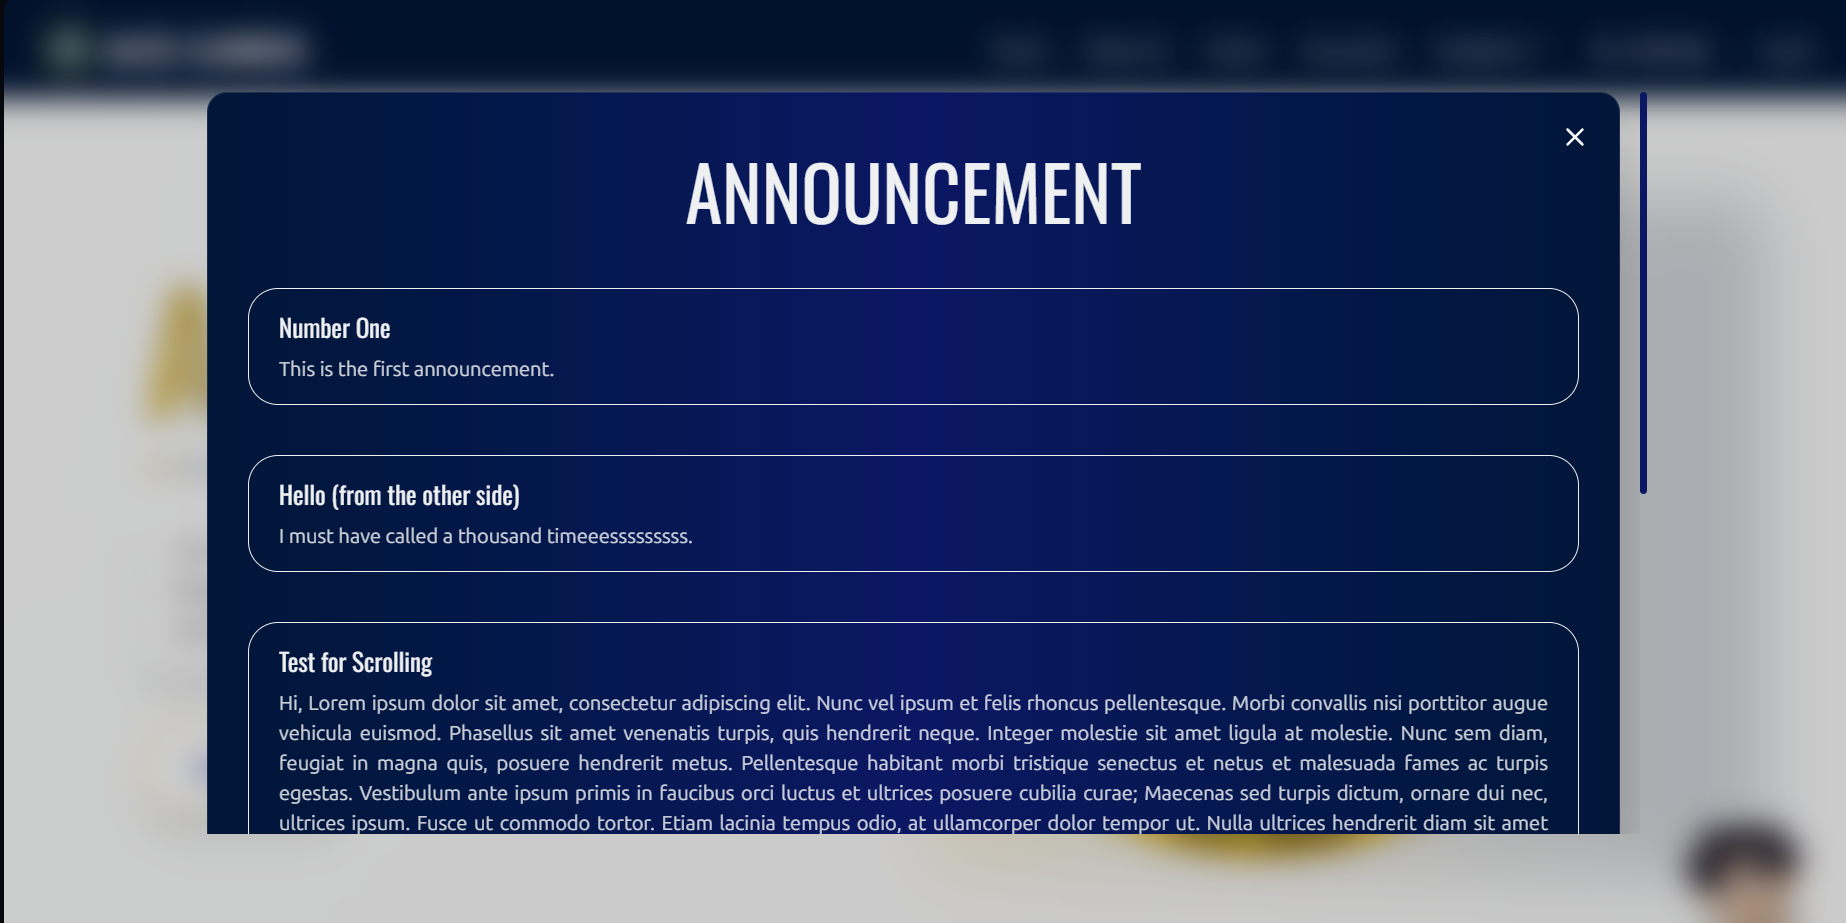 ANNOUNCEMENT
Number One
This is the first announcement.
Hello (from the other side)
I must have called a thousand timeeesssssssss.
Test for Scrolling
Hi, Lorem ipsum dolor sit amet, consectetur adipiscing elit. Nunc vel ipsum et felis rhoncus pellentesque. Morbi convallis nisi porttitor augue
vehicula euismod. Phasellus sit amet venenatis turpis, quis hendrerit neque. Integer molestie sit amet ligula at molestie. Nunc sem diam,
feugiat in magna quis, posuere hendrerit metus. Pellentesque habitant morbi tristique senectus et netus et malesuada fames ac turpis
egestas. Vestibulum ante ipsum primis in faucibus orci luctus et ultrices posuere cubilia curae; Maecenas sed turpis dictum, ornare dui nec,
ultrices ipsum. Fusce ut commodo tortor. Etiam lacinia tempus odio, at ullamcorper dolor tempor ut. Nulla ultrices hendrerit diam sit amet